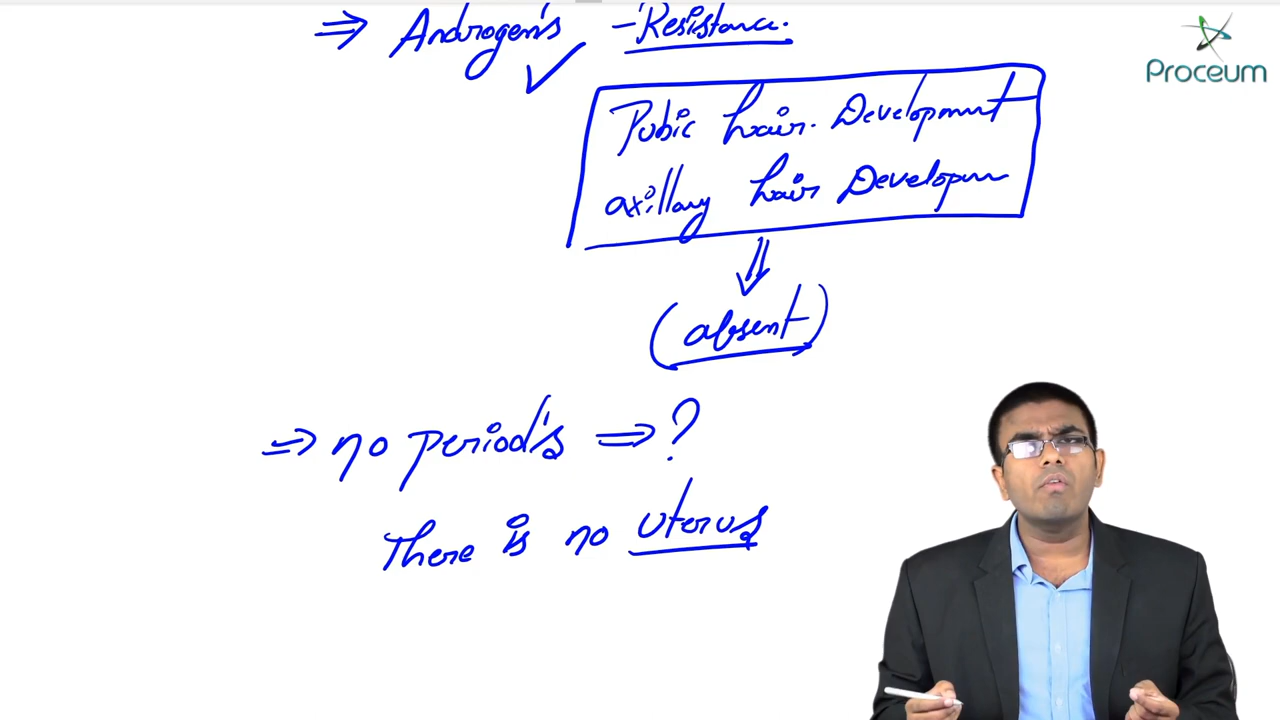 ⇒ Androgen's - Resistance.
Proceum
Pubic hair. Development
axillary hair Developm
(absent)
⇒ no period's ⇒ ?
There is no uterus